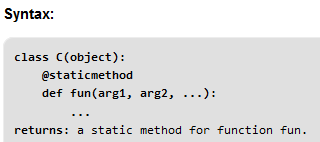 Syntax:
class C(object):
    @staticmethod
    def fun(arg1, arg2, ...):
        ...
returns: a static method for function fun.